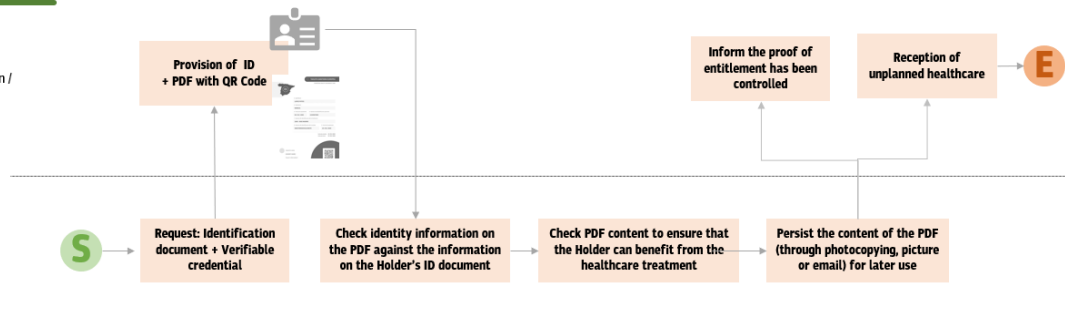 n /
Provision of ID
+ PDF with QR Code
Inform the proof of
entitlement has been
controlled
Reception of
unplanned healthcare
E
S
Request: Identification
document + Verifiable
credential
Check identity information on
the PDF against the information
on the Holder's ID document
Check PDF content to ensure that
the Holder can benefit from the
healthcare treatment
Persist the content of the PDF
(through photocopying, picture
or email) for later use